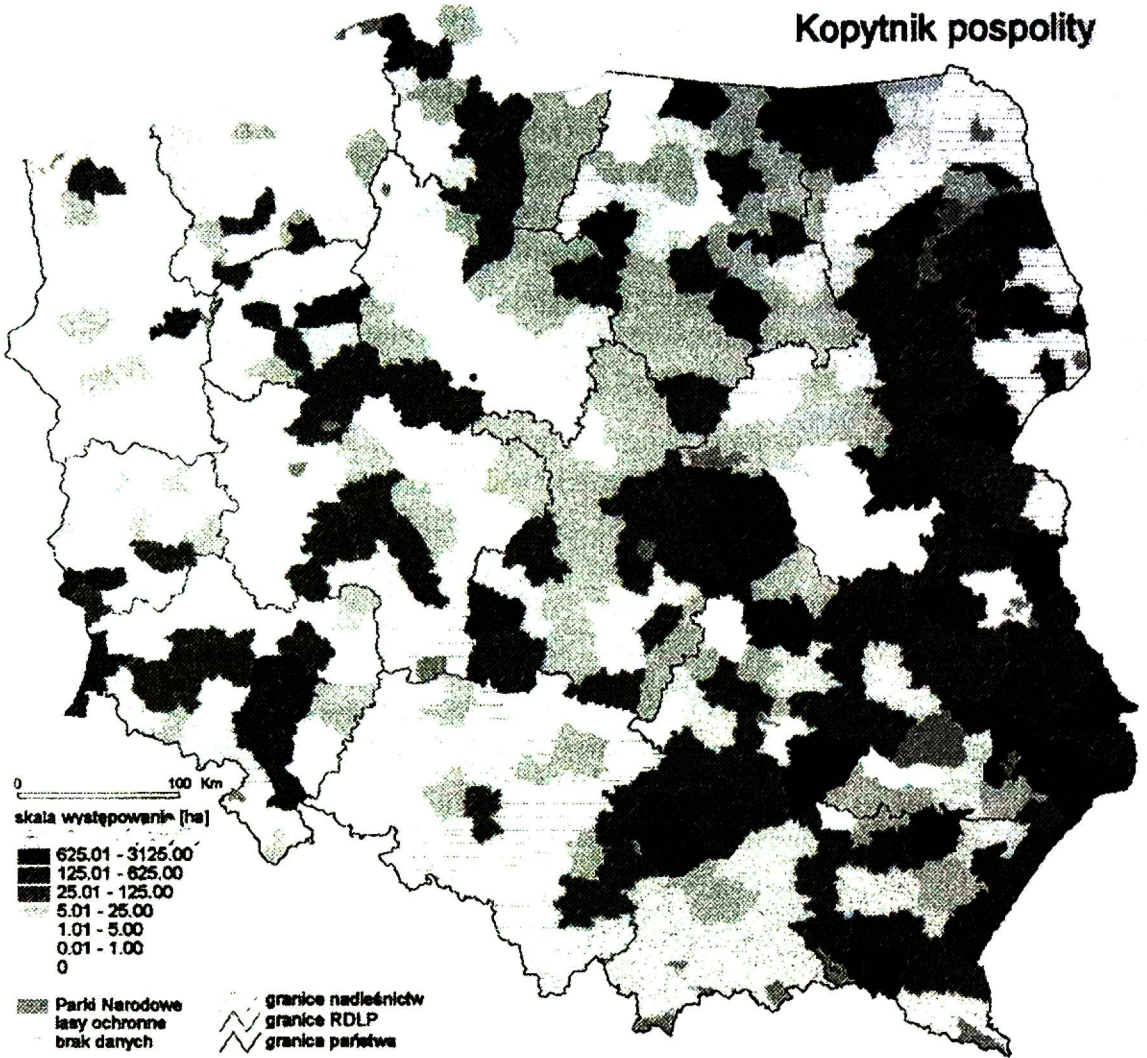 Kopytnik pospolity
0 100 Km
skala występowania [ha]
625.01 - 3125.00
125.01 - 625.00
25.01 - 125.00
5.01 - 25.00
1.01 - 5.00
0.01 - 1.00
0
Parki Narodowe
lasy ochronne
brak danych
granice nadleśnictw
granice RDLP
granica państwa